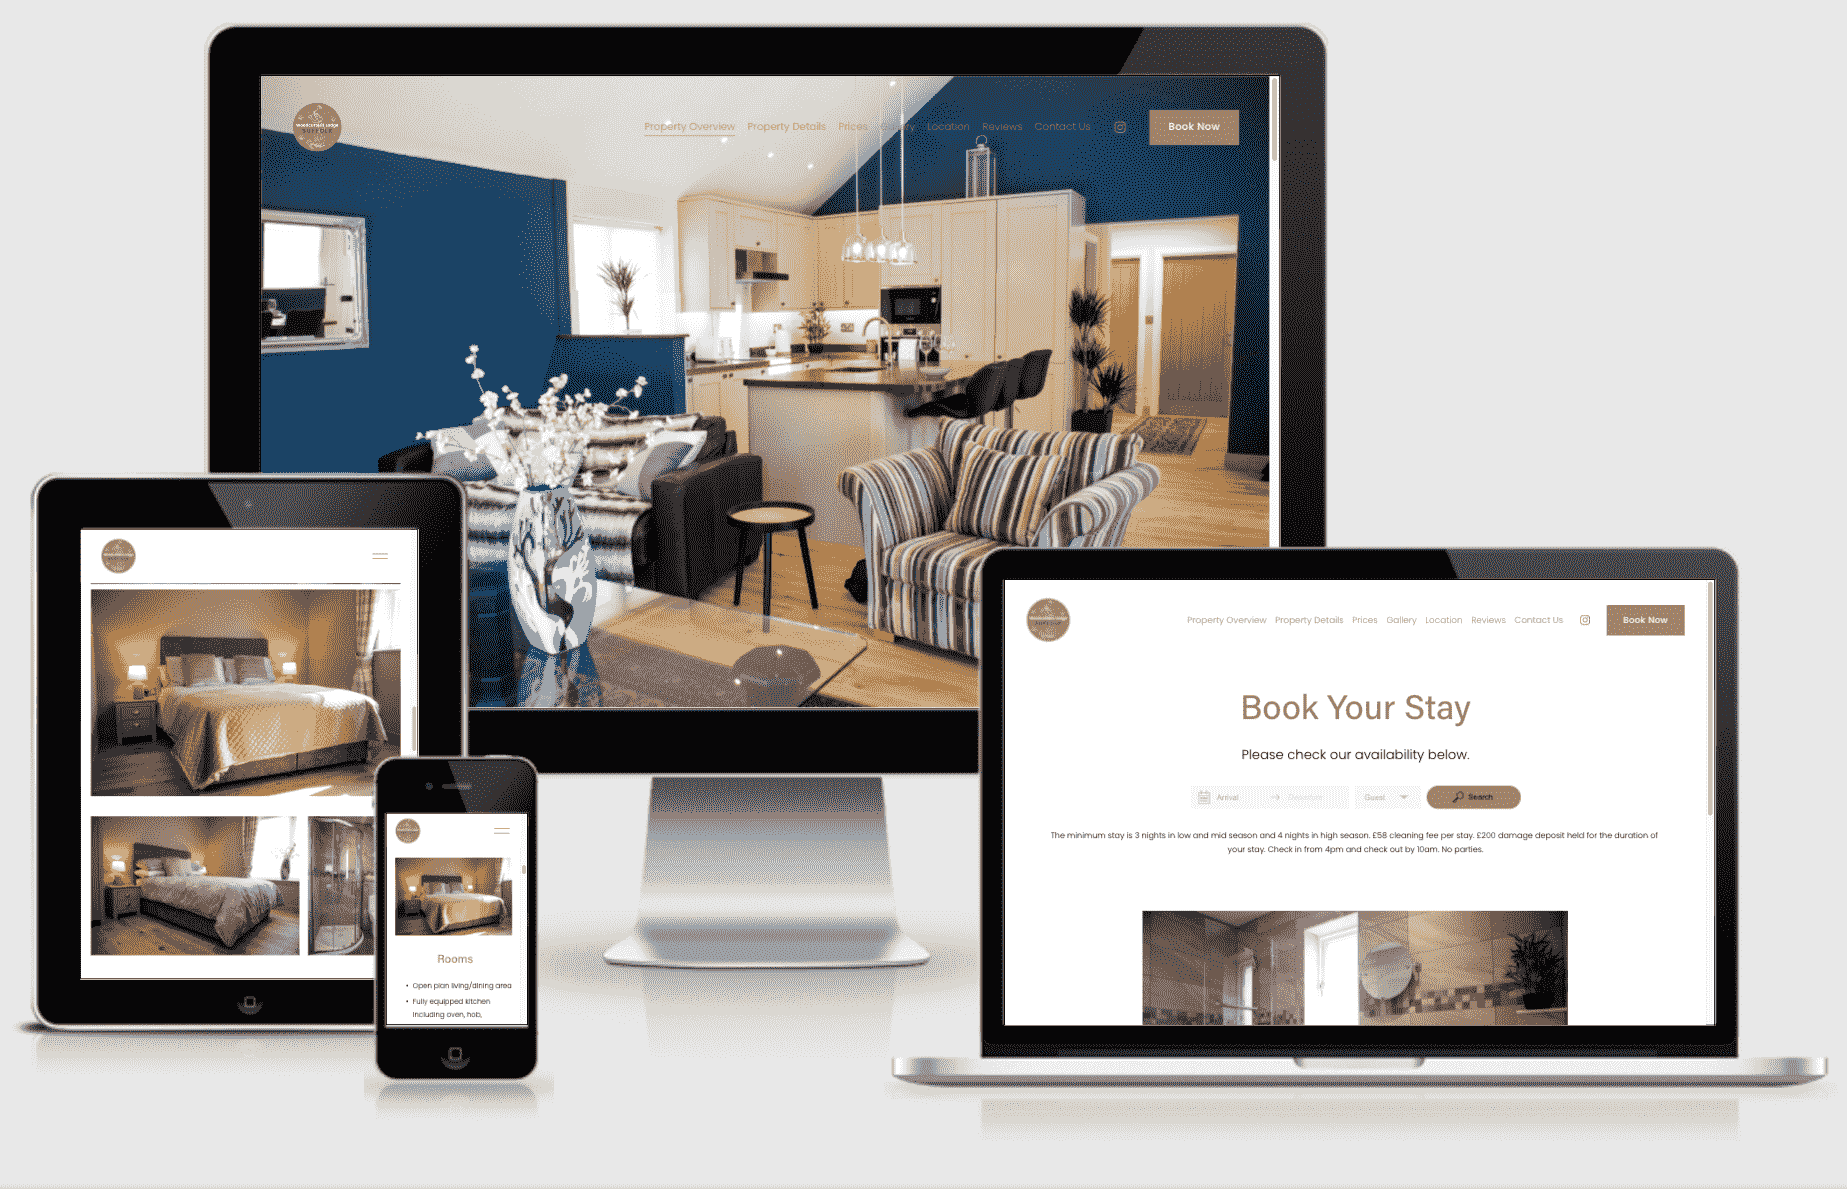 Property Overview Property Details Prices Gallery Location Reviews Contact Us Book Now
SUFFOLK
Property Overview Property Details Prices Gallery Location Reviews Contact Us Book Now
Book Your Stay
Please check our availability below.
Arrival Departure Guest Search
The minimum stay is 3 nights in low and mid season and 4 nights in high season. £58 cleaning fee per stay. £200 damage deposit held for the duration of
your stay. Check in from 4pm and check out by 10am. No parties.
Rooms
• Open plan living/dining area
• Fully equipped kitchen
including oven, hob,